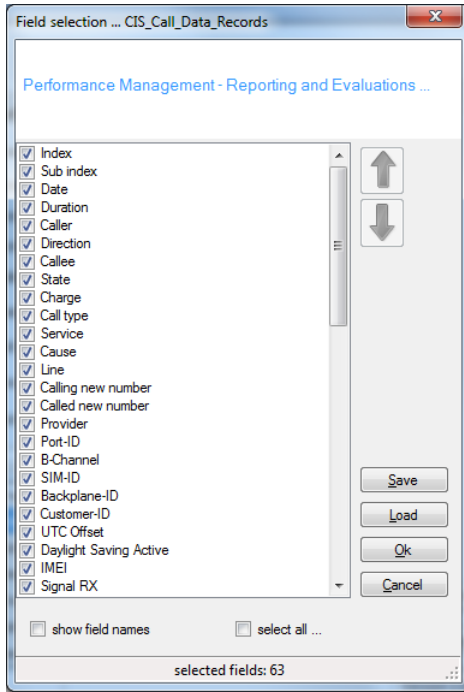 Field selection ... CIS_Call_Data_Records
x
Performance Management - Reporting and Evaluations ...
Index
Sub index
Date
Duration
Caller
Direction
Callee
State
Charge
Call type
Service
Cause
Line
Calling new number
Called new number
Provider
Port-ID
B-Channel
SIM-ID
Backplane-ID
Customer-ID
UTC Offset
Daylight Saving Active
IMEI
Signal RX
Save
Load
Ok
Cancel
show field names
select all ...
selected fields: 63